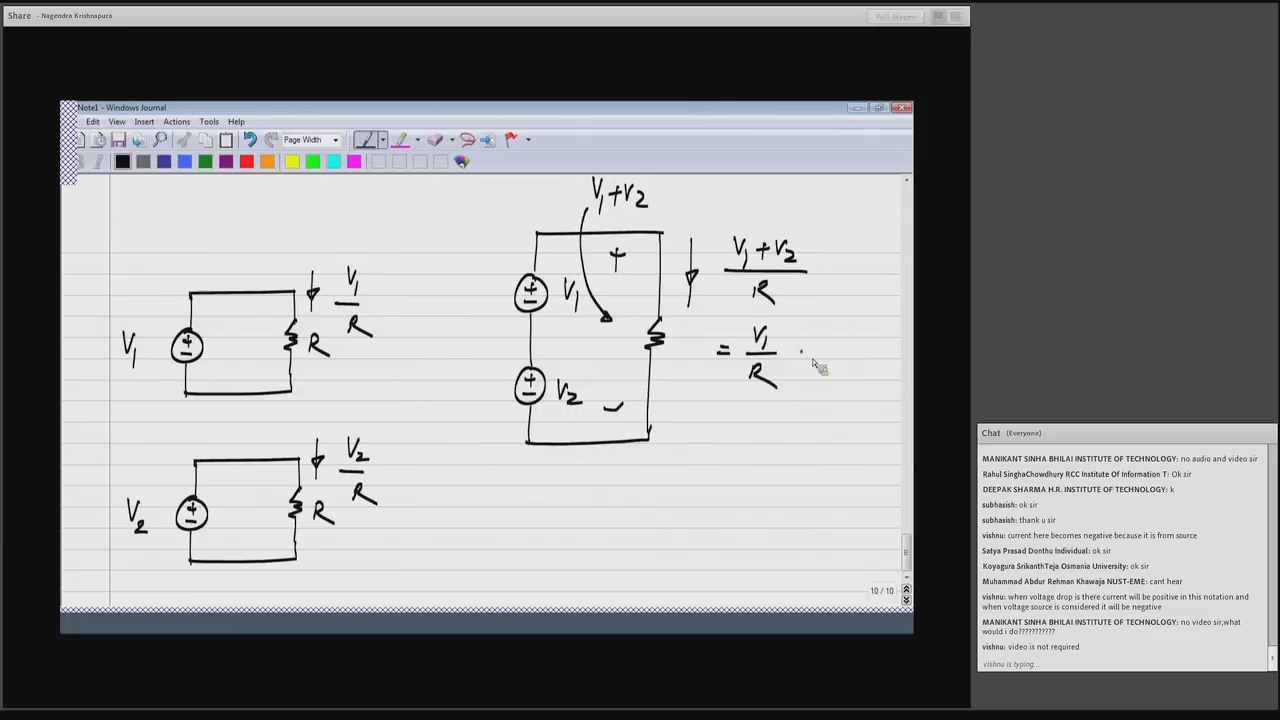 Share - Nagendra Krishnapura
Full screen
Note1 - Windows Journal
Edit View Insert Actions Tools Help
Page Width
V1+V2
V1
V1/R
R
V2
V2/R
R
V1
V2
+
-
V1+V2/R
= V1/R
10 / 10
Chat (Everyone)
MANIKANT SINHA BHILAI INSTITUTE OF TECHNOLOGY: no audio and video sir
Rahul SinghaChowdhury RCC Institute Of Information T: Ok sir
DEEPAK SHARMA H.R. INSTITUTE OF TECHNOLOGY: k
subhasish: ok sir
subhasish: thank u sir
vishnu: current here becomes negative because it is from source
Satya Prasad Donthu Individual: ok sir
Koyagura SrikanthTeja Osmania University: ok sir
Muhammad Abdur Rehman Khawaja NUST-EME: cant hear
vishnu: when voltage drop is there current will be positive in this notation and
when voltage source is considered it will be negative
MANIKANT SINHA BHILAI INSTITUTE OF TECHNOLOGY: no video sir,what
would i do???????????
vishnu: video is not required
vishnu is typing...